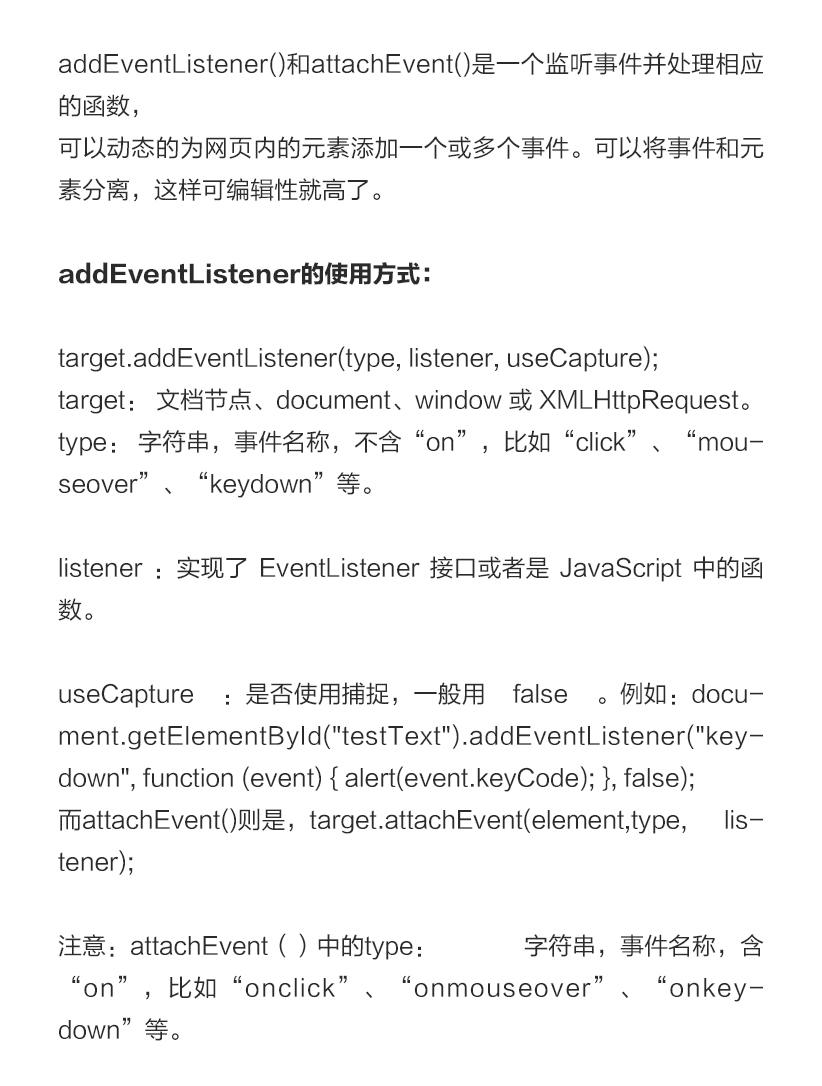 addEventListener()和attachEvent()是一个监听事件并处理相应
的函数，
可以动态的为网页内的元素添加一个或多个事件。可以将事件和元
素分离，这样可编辑性就高了。
addEventListener的使用方式：
target.addEventListener(type, listener, useCapture);
target： 文档节点、document、window 或 XMLHttpRequest。
type： 字符串，事件名称，不含“on”，比如“click”、“mou-
seover”、“keydown”等。
listener ：实现了 EventListener 接口或者是 JavaScript 中的函
数。
useCapture ：是否使用捕捉，一般用 false 。例如：docu-
ment.getElementById("testText").addEventListener("key-
down", function (event) { alert(event.keyCode); }, false);
而attachEvent()则是，target.attachEvent(element,type, lis-
tener);
注意：attachEvent（ ）中的type： 字符串，事件名称，含
“on”，比如“onclick”、“onmouseover”、“onkey-
down”等。